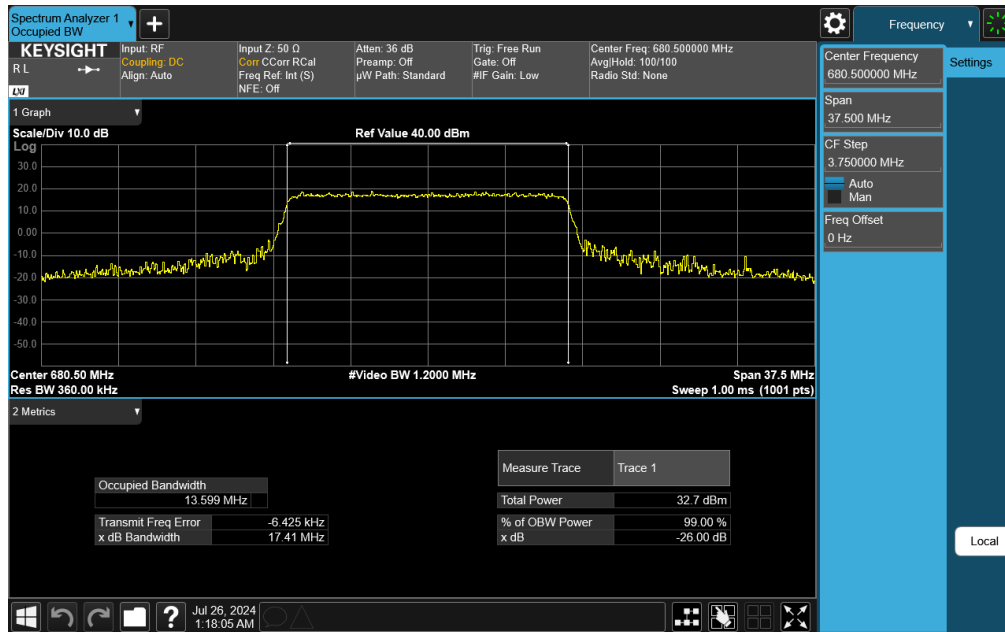 Spectrum Analyzer 1
Occupied BW
+
KEYSIGHT
R L
LXI
Input: RF
Coupling: DC
Align: Auto
Input Z: 50 Ω
Corr CCorr RCal
Freq Ref: Int (S)
NFE: Off
Atten: 36 dB
Preamp: Off
µW Path: Standard
Trig: Free Run
Gate: Off
#IF Gain: Low
Center Freq: 680.500000 MHz
Avg|Hold: 100/100
Radio Std: None
1 Graph
Scale/Div 10.0 dB
Ref Value 40.00 dBm
Log
30.0
20.0
10.0
0.00
-10.0
-20.0
-30.0
-40.0
-50.0
Center 680.50 MHz
#Video BW 1.2000 MHz
Span 37.5 MHz
Res BW 360.00 kHz
Sweep 1.00 ms (1001 pts)
2 Metrics
Occupied Bandwidth
13.599 MHz
Transmit Freq Error -6.425 kHz
x dB Bandwidth 17.41 MHz
Measure Trace Trace 1
Total Power 32.7 dBm
% of OBW Power 99.00 %
x dB -26.00 dB
Frequency
Settings
Center Frequency
680.500000 MHz
Span
37.500 MHz
CF Step
3.750000 MHz
Auto
Man
Freq Offset
0 Hz
Local
?
Jul 26, 2024
1:18:05 AM